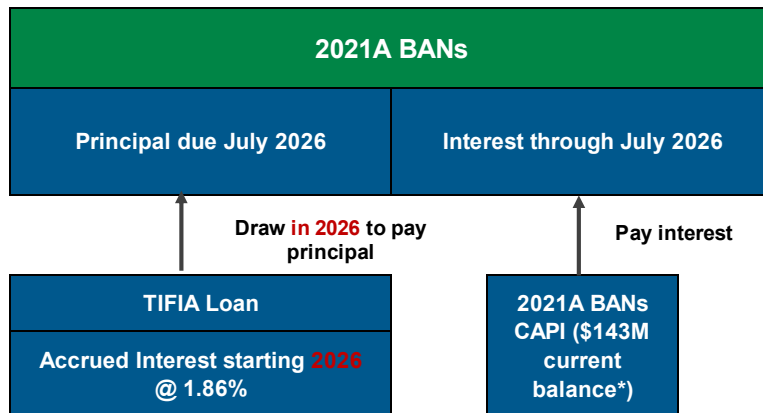 2021A BANs
Principal due July 2026
Interest through July 2026
Draw in 2026 to pay
principal
Pay interest
TIFIA Loan
Accrued Interest starting 2026
@ 1.86%
2021A BANs
CAPI ($143M
current
balance*)